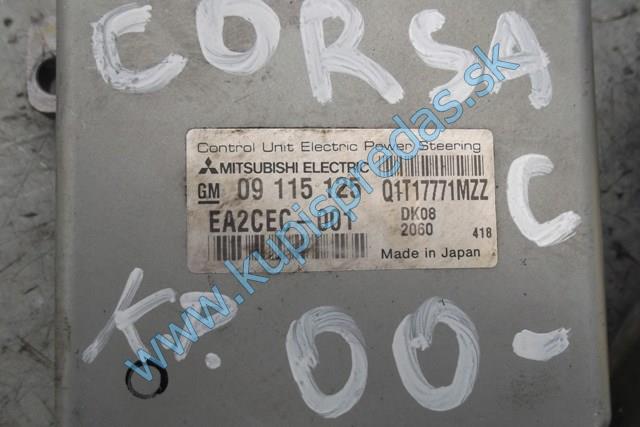 CORSA
Control Unit Electric Power Steering
MITSUBISHI ELECTRIC
GM 09 115 125 Q1T17771MZZ
EA2CEC-001 DK08
2060 418
Made in Japan
C
00-
www.kupispredas.sk